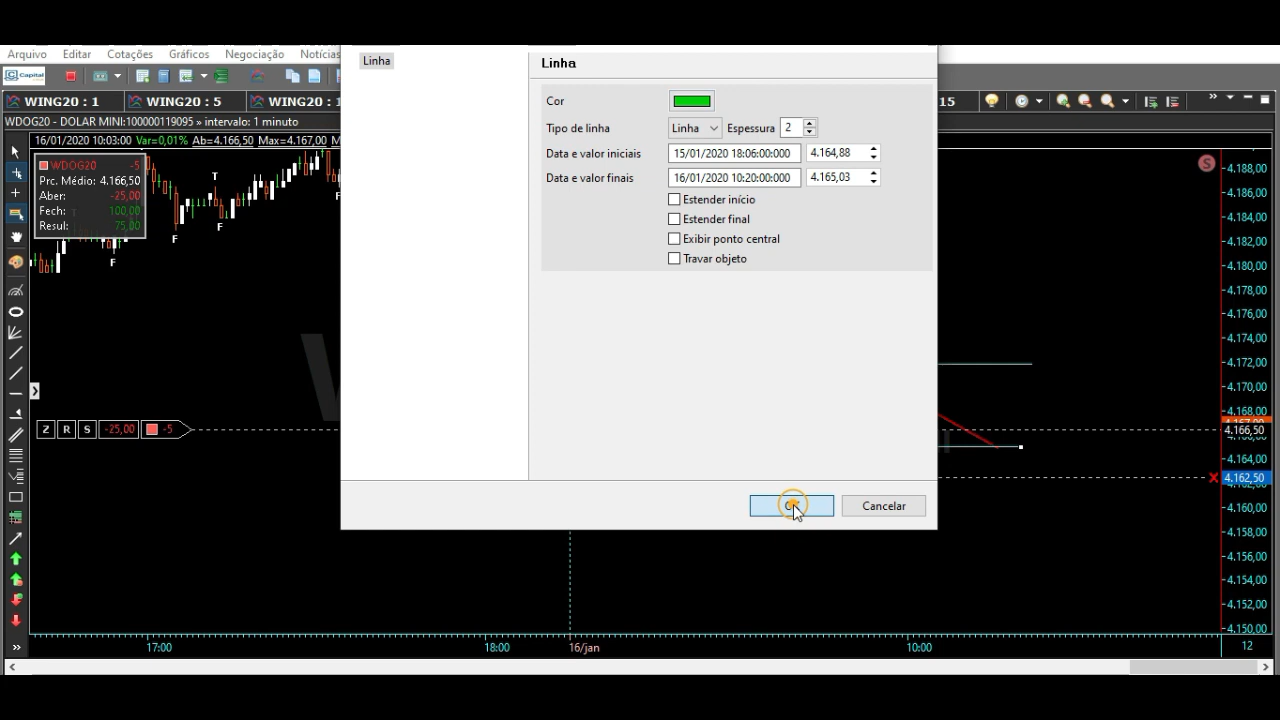 Arquivo Editar Cotações Gráficos Negociação Notícias
Linha
Linha
Capital
WING20 : 1 WING20 : 5 WING20 : 1 15
WDOG20 - DOLAR MINI:100000119095 » intervalo: 1 minuto
16/01/2020 10:03:00 Var=0,01% Ab=4.166,50 Max=4.167,00 M
WDOG20 -5
Prc. Médio: 4.166,50
Aber: -25,00
Fech: 100,00
Resul: 75,00
T
F
F
T
F
F
Cor
Tipo de linha Linha Espessura 2
Data e valor iniciais 15/01/2020 18:06:00:000 4.164,88
Data e valor finais 16/01/2020 10:20:00:000 4.165,03
Estender início
Estender final
Exibir ponto central
Travar objeto
Cancelar
S
4.188,00
4.186,00
4.184,00
4.182,00
4.180,00
4.178,00
4.176,00
4.174,00
4.172,00
4.170,00
4.168,00
4.166,50
4.164,00
4.162,50
4.160,00
4.158,00
4.156,00
4.154,00
4.152,00
4.150,00
Z R S -25,00 -5
17:00 18:00 16/jan 10:00 12